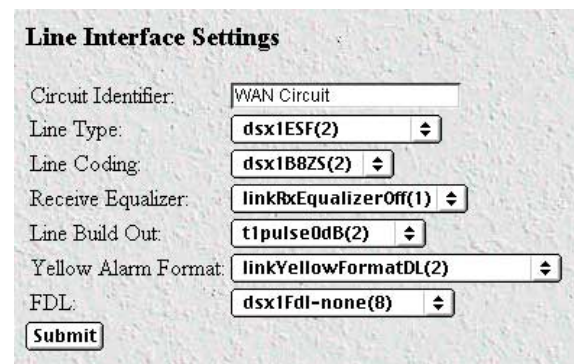 Line Interface Settings
Circuit Identifier: WAN Circuit
Line Type: dsx1ESF(2)
Line Coding: dsx1B8ZS(2)
Receive Equalizer: linkRxEqualizerOff(1)
Line Build Out: t1pulse0dB(2)
Yellow Alarm Format: linkYellowFormatDL(2)
FDL: dsx1Fdl-none(8)
Submit